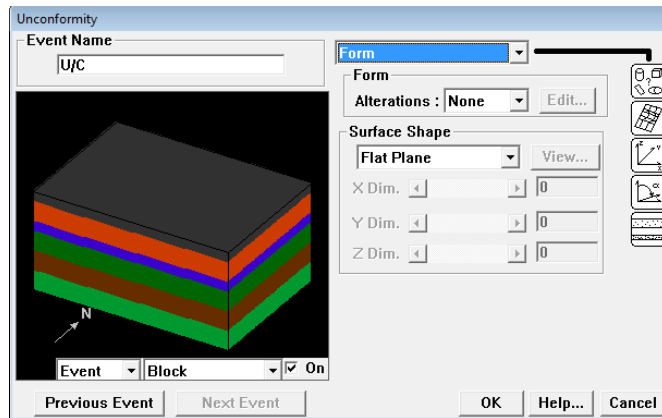 Unconformity
Event Name
U/C
Form
Form
Alterations : None Edit...
Surface Shape
Flat Plane View...
X Dim. 0
Y Dim. 0
Z Dim. 0
N
Event Block On
Previous Event Next Event OK Help... Cancel